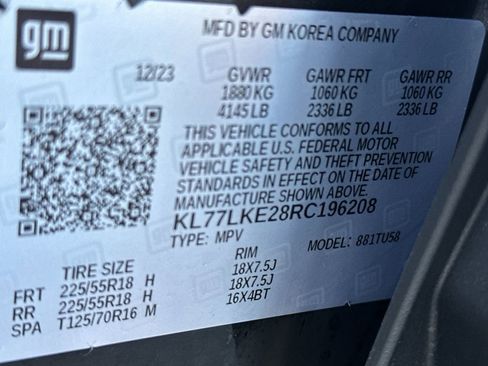 gm
MFD BY GM KOREA COMPANY
12/23 GVWR GAWR FRT GAWR RR
1880 KG 1060 KG 1060 KG
4145 LB 2336 LB 2336 LB
THIS VEHICLE CONFORMS TO ALL
APPLICABLE U.S. FEDERAL MOTOR
VEHICLE SAFETY AND THEFT PREVENTION
STANDARDS IN EFFECT ON THE DATE OF
MANUFACTURE SHOWN ABOVE.
KL77LKE28RC196208
TYPE: MPV MODEL: 881TU58
TIRE SIZE RIM
FRT 225/55R18 H 18X7.5J
RR 225/55R18 H 18X7.5J
SPA T125/70R16 M 16X4BT